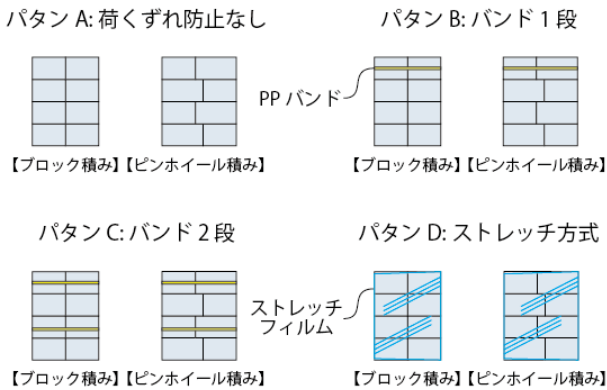 パタン A: 荷くずれ防止なし
【ブロック積み】【ピンホイール積み】
パタン B: バンド 1 段
PP バンド
【ブロック積み】【ピンホイール積み】
パタン C: バンド 2 段
【ブロック積み】【ピンホイール積み】
パタン D: ストレッチ方式
ストレッチ
フィルム
【ブロック積み】【ピンホイール積み】